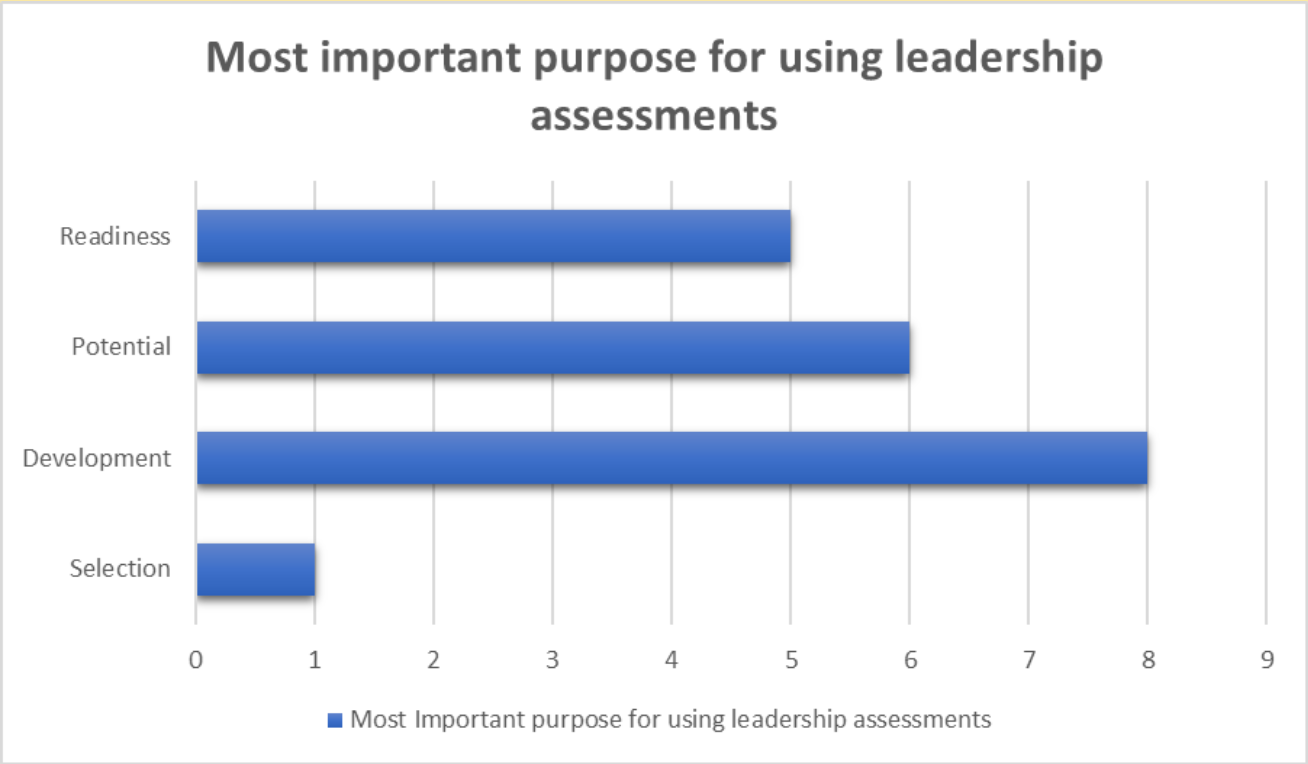 Most important purpose for using leadership
assessments
Readiness
Potential
Development
Selection
0 1 2 3 4 5 6 7 8 9
Most Important purpose for using leadership assessments